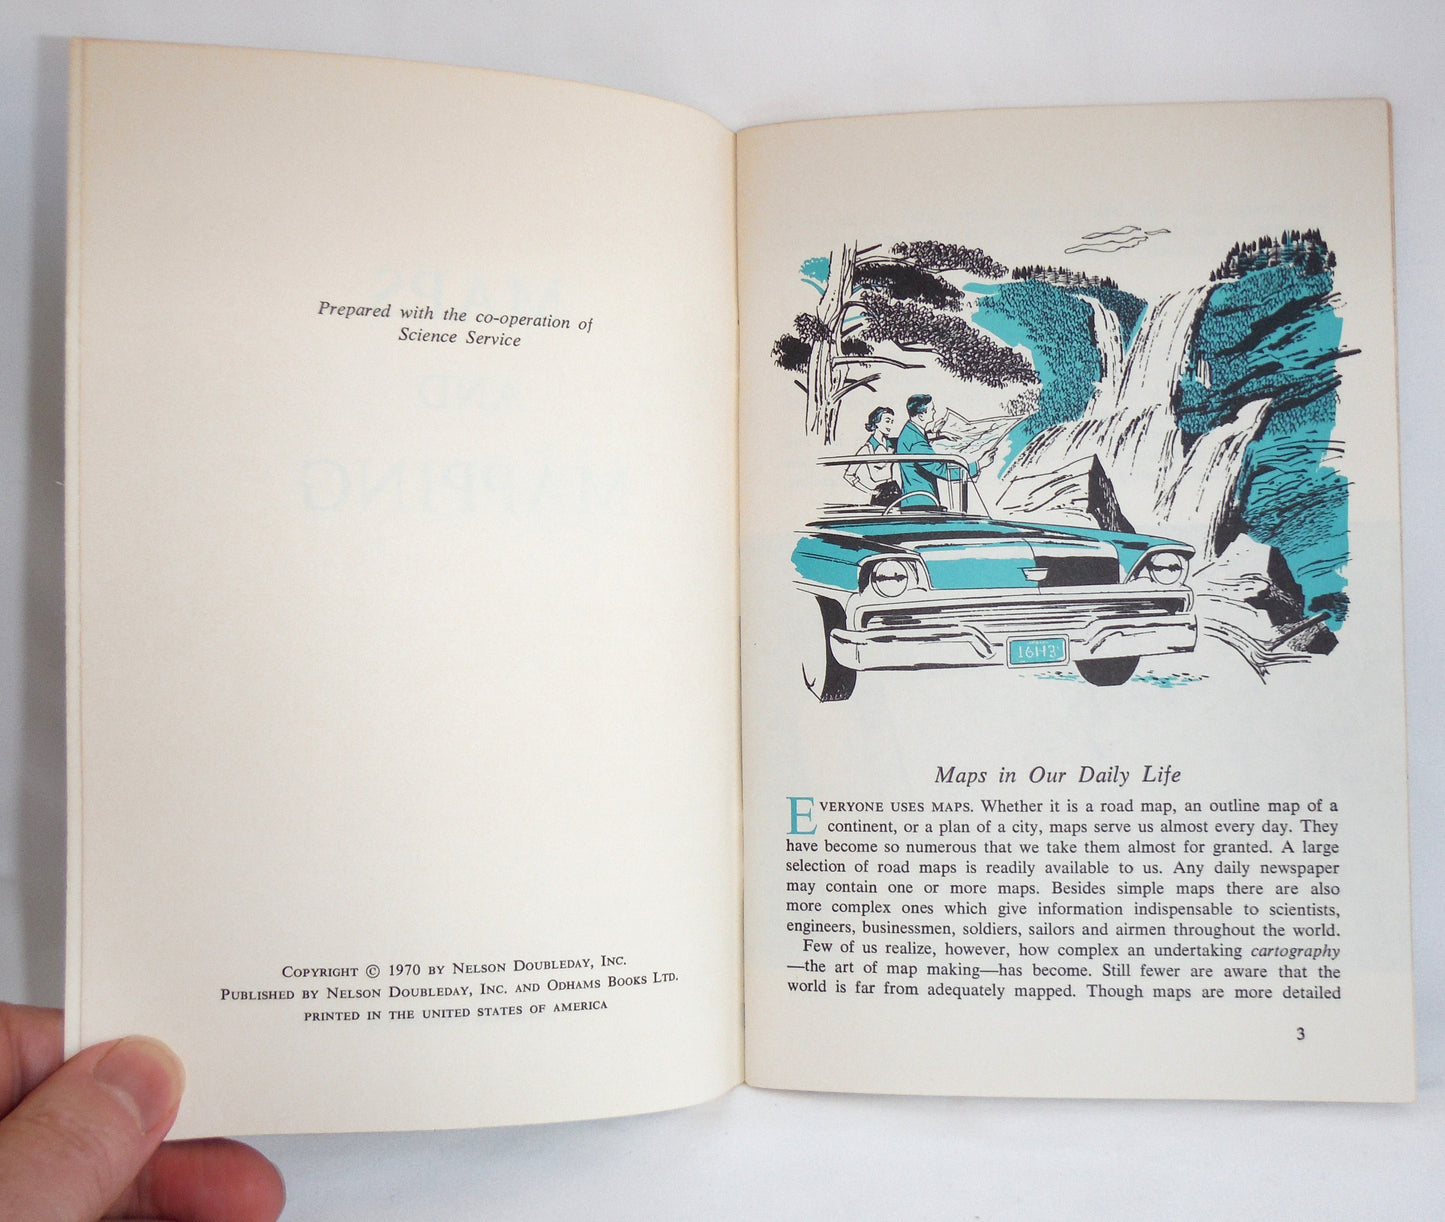 Prepared with the co-operation of
Science Service
COPYRIGHT © 1970 BY NELSON DOUBLEDAY, INC.
PUBLISHED BY NELSON DOUBLEDAY, INC. AND ODHAMS BOOKS LTD.
PRINTED IN THE UNITED STATES OF AMERICA
16H3
Maps in Our Daily Life
EVERYONE USES MAPS. Whether it is a road map, an outline map of a
continent, or a plan of a city, maps serve us almost every day. They
have become so numerous that we take them almost for granted. A large
selection of road maps is readily available to us. Any daily newspaper
may contain one or more maps. Besides simple maps there are also
more complex ones which give information indispensable to scientists,
engineers, businessmen, soldiers, sailors and airmen throughout the world.
Few of us realize, however, how complex an undertaking cartography
—the art of map making—has become. Still fewer are aware that the
world is far from adequately mapped. Though maps are more detailed
3